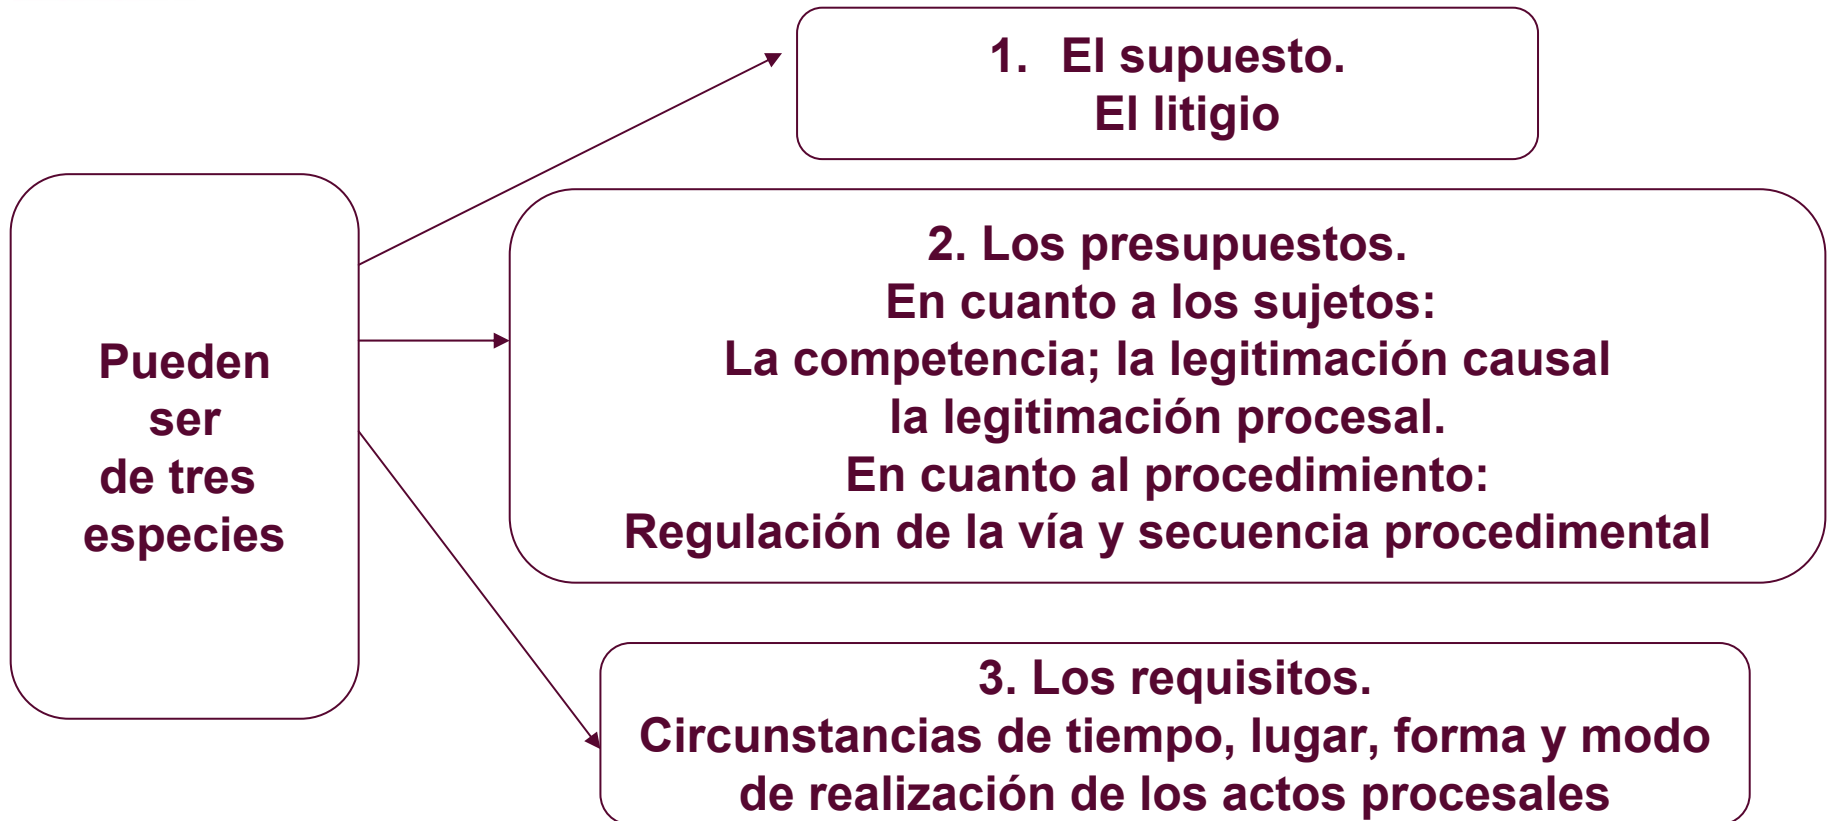 Pueden
ser
de tres
especies
1. El supuesto.
El litigio
2. Los presupuestos.
En cuanto a los sujetos:
La competencia; la legitimación causal
la legitimación procesal.
En cuanto al procedimiento:
Regulación de la vía y secuencia procedimental
3. Los requisitos.
Circunstancias de tiempo, lugar, forma y modo
de realización de los actos procesales